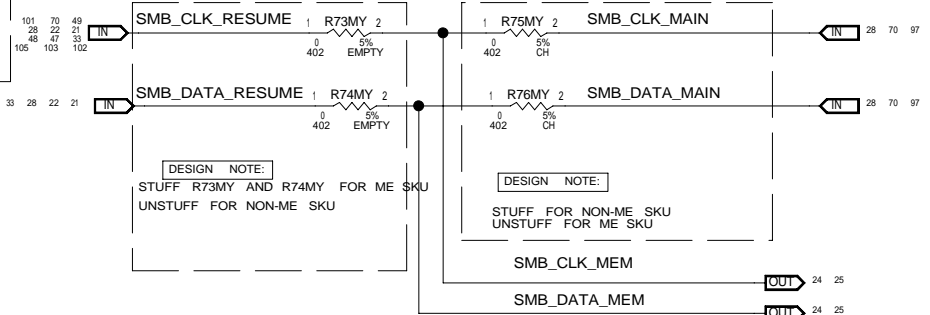 101 70 49
28 22 21
48 47 33
105 103 102
IN
SMB_CLK_RESUME
1 R73MY 2
0 5%
402 EMPTY
1 R75MY 2
0 5%
402 CH
SMB_CLK_MAIN
IN
28 70 97
33 28 22 21
IN
SMB_DATA_RESUME
1 R74MY 2
0 5%
402 EMPTY
1 R76MY 2
0 5%
402 CH
SMB_DATA_MAIN
IN
28 70 97
DESIGN NOTE:
STUFF R73MY AND R74MY FOR ME SKU
UNSTUFF FOR NON-ME SKU
DESIGN NOTE:
STUFF FOR NON-ME SKU
UNSTUFF FOR ME SKU
SMB_CLK_MEM
OUT
24 25
SMB_DATA_MEM
OUT
24 25